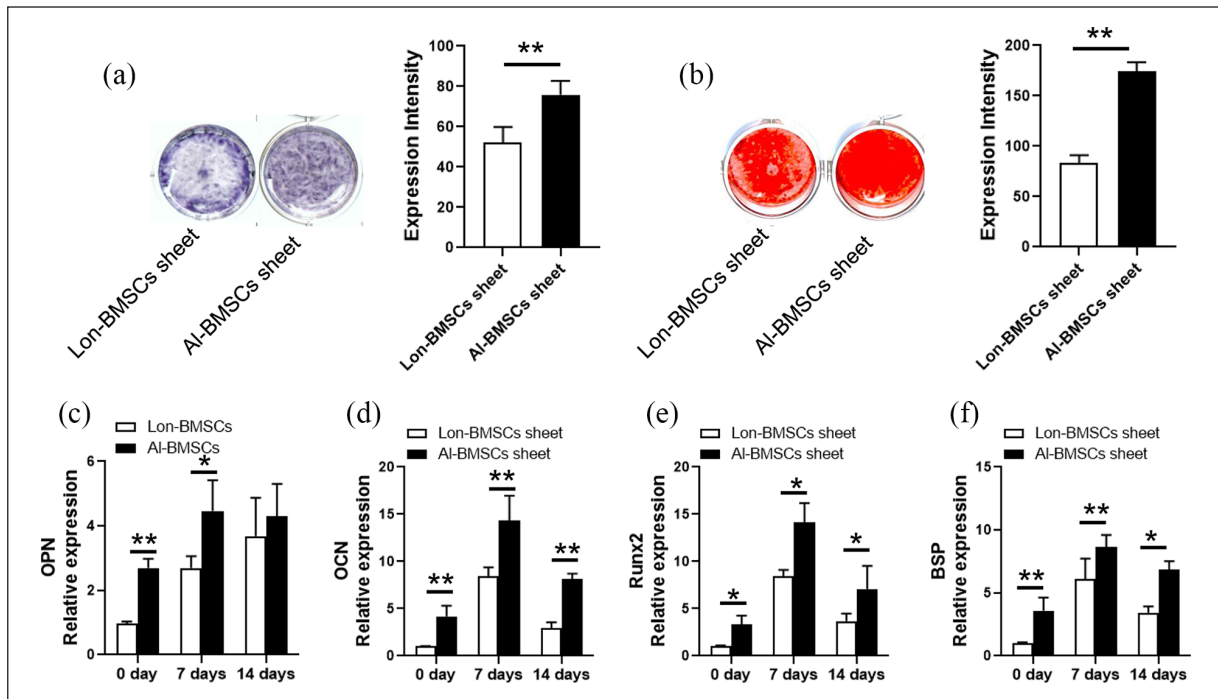 (a)
Lon-BMSCs sheet
Al-BMSCs sheet
Expression Intensity
100
80
60
40
20
0
**
Lon-BMSCs sheet
Al-BMSCs sheet
(b)
Lon-BMSCs sheet
Al-BMSCs sheet
Expression Intensity
200
150
100
50
0
**
Lon-BMSCs sheet
Al-BMSCs sheet
(c)
Lon-BMSCs
Al-BMSCs
OPN
Relative expression
6
4
2
0
**
*
0 day 7 days 14 days
(d)
Lon-BMSCs sheet
Al-BMSCs sheet
OCN
Relative expression
20
15
10
5
0
**
**
**
0 day 7 days 14 days
(e)
Lon-BMSCs sheet
Al-BMSCs sheet
Runx2
Relative expression
20
15
10
5
0
*
*
*
0 day 7 days 14 days
(f)
Lon-BMSCs sheet
Al-BMSCs sheet
BSP
Relative expression
15
10
5
0
**
**
*
0 day 7 days 14 days